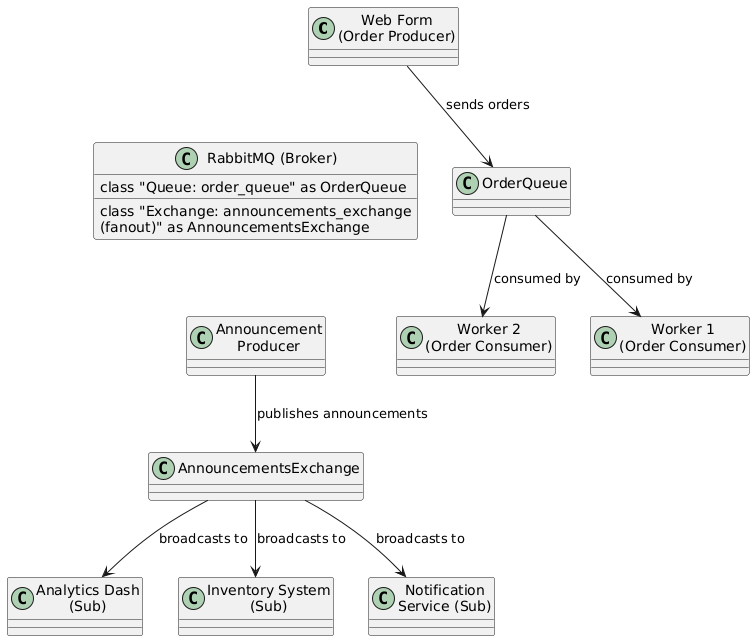 C Web Form
(Order Producer)
sends orders
C RabbitMQ (Broker)
class "Queue: order_queue" as OrderQueue
class "Exchange: announcements_exchange
(fanout)" as AnnouncementsExchange
C OrderQueue
consumed by
consumed by
C Announcement
Producer
C Worker 2
(Order Consumer)
C Worker 1
(Order Consumer)
publishes announcements
C AnnouncementsExchange
broadcasts to
broadcasts to
broadcasts to
C Analytics Dash
(Sub)
C Inventory System
(Sub)
C Notification
Service (Sub)